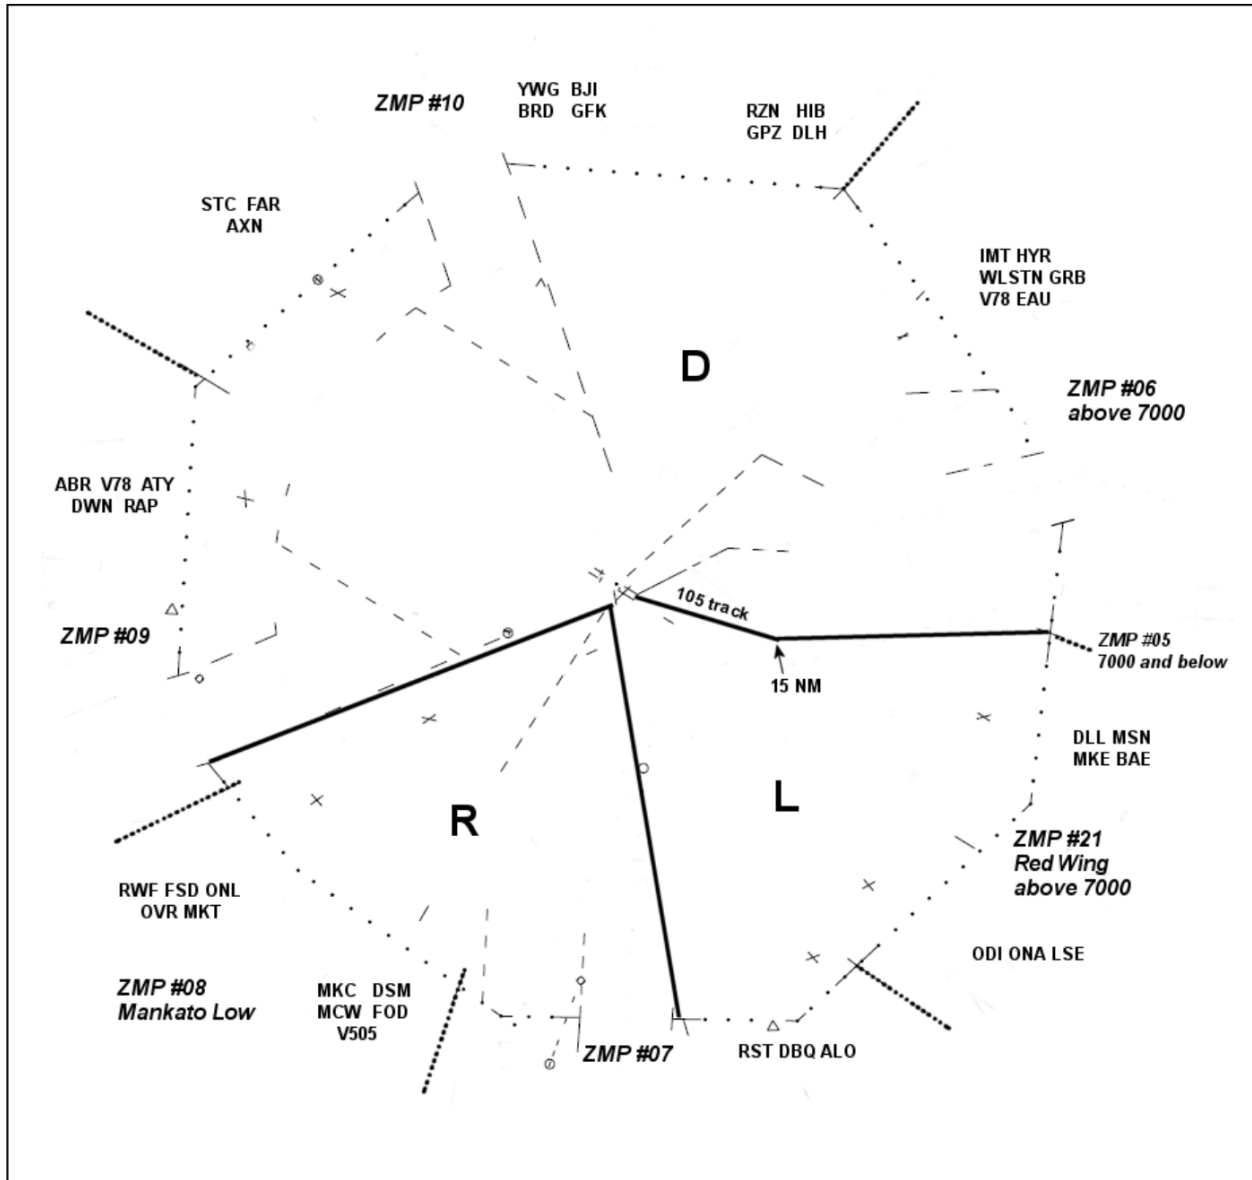 ZMP #10
YWG BJI
BRD GFK
RZN HIB
GPZ DLH
STC FAR
AXN
IMT HYR
WLSTN GRB
V78 EAU
D
ZMP #06
above 7000
ABR V78 ATY
DWN RAP
105 track
ZMP #09
ZMP #05
7000 and below
15 NM
DLL MSN
MKE BAE
R
L
ZMP #21
Red Wing
above 7000
RWF FSD ONL
OVR MKT
ODI ONA LSE
ZMP #08
Mankato Low
MKC DSM
MCW FOD
V505
ZMP #07
RST DBQ ALO